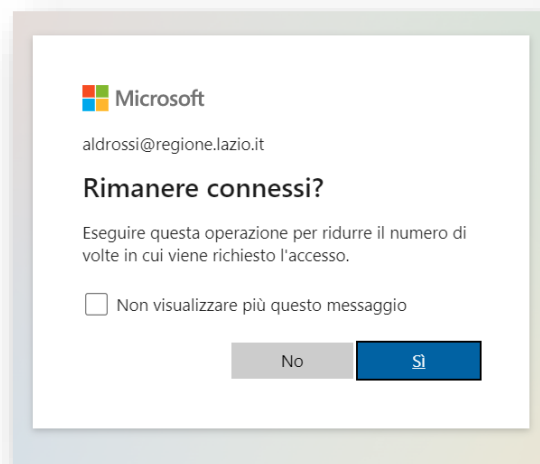 Microsoft
aldrossi@regione.lazio.it
Rimanere connessi?
Eseguire questa operazione per ridurre il numero di
volte in cui viene richiesto l'accesso.
Non visualizzare più questo messaggio
No
Sì